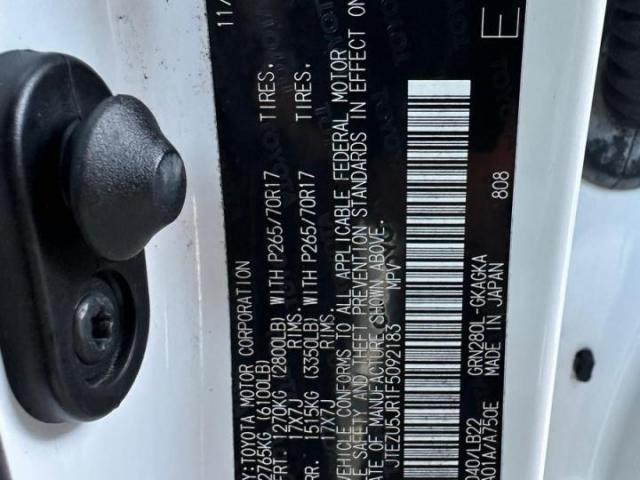 Y:TOYOTA MOTOR CORPORATION 11/
2765KG (6100LB)
FRT. 1270KG (2800LB) WITH P265/70R17 TIRES.
17X7J RIMS.
RR. 1515KG (3350LB) WITH P265/70R17 TIRES.
17X7J RIMS.
VEHICLE CONFORMS TO ALL APPLICABLE FEDERAL MOTOR
E SAFETY AND THEFT PREVENTION STANDARDS IN EFFECT ON
OF MANUFACTURE SHOWN ABOVE.
JTEZU5JR1F5092183 MPV
040/LB22 GRN280L -GKAGKA 808 E
A01A/A750E MADE IN JAPAN